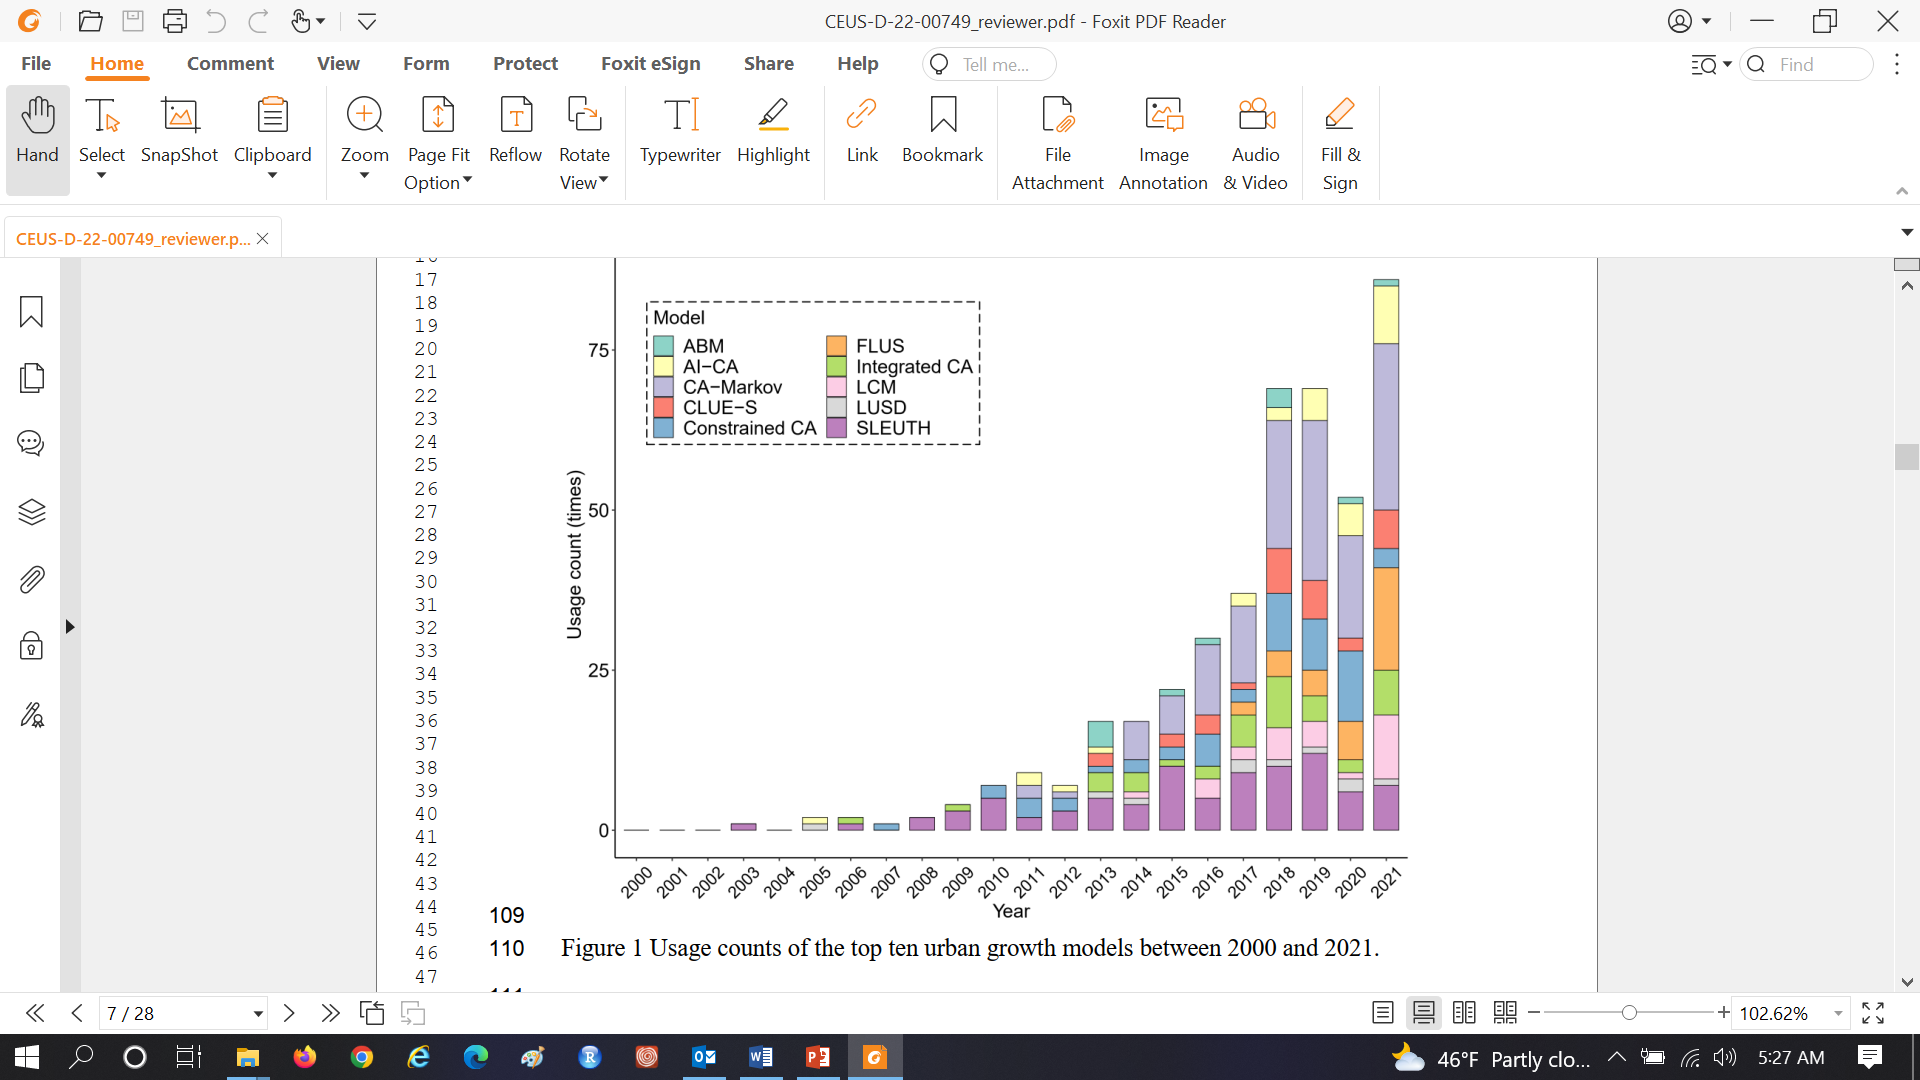 CEUS-D-22-00749_reviewer.pdf - Foxit PDF Reader
File Home Comment View Form Protect Foxit eSign Share Help Tell me... Find
Hand Select SnapShot Clipboard Zoom Page Fit Option Reflow Rotate View Typewriter Highlight Link Bookmark File Attachment Image Annotation Audio & Video Fill & Sign
CEUS-D-22-00749_reviewer.p...
17
18
19
20
21
22
23
24
25
26
27
28
29
30
31
32
33
34
35
36
37
38
39
40
41
42
43
44
45
46
47
Model
ABM FLUS
AI−CA Integrated CA
CA−Markov LCM
CLUE−S LUSD
Constrained CA SLEUTH
75
50
25
0
Usage count (times)
2000 2001 2002 2003 2004 2005 2006 2007 2008 2009 2010 2011 2012 2013 2014 2015 2016 2017 2018 2019 2020 2021
Year
109
110 Figure 1 Usage counts of the top ten urban growth models between 2000 and 2021.
7 / 28 102.62%
46°F Partly clo... 5:27 AM